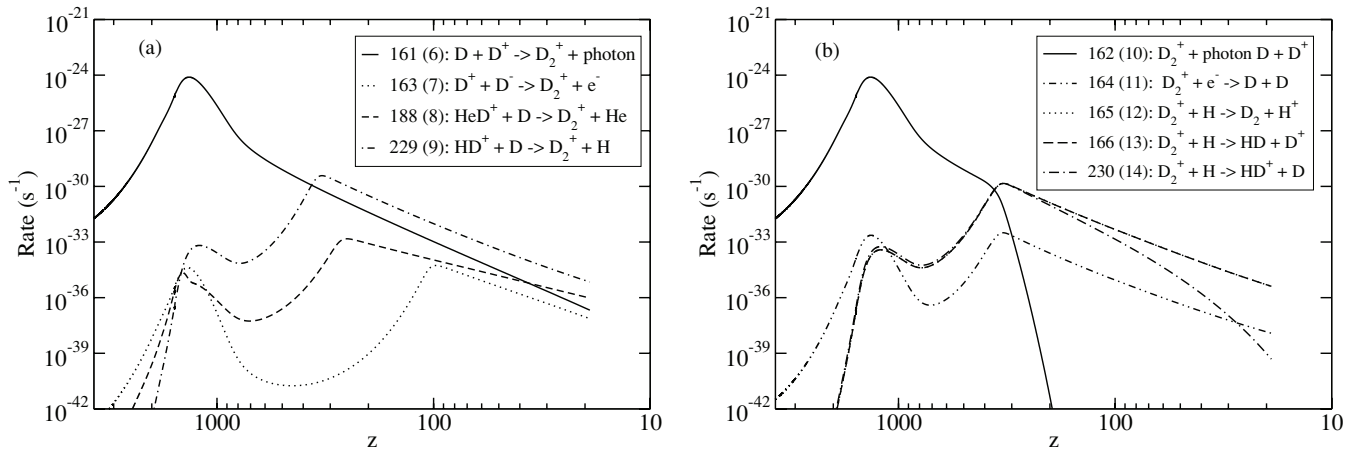 (a)
161 (6): D + D⁺ -> D₂⁺ + photon
163 (7): D⁺ + D⁻ -> D₂⁺ + e⁻
188 (8): HeD⁺ + D -> D₂⁺ + He
229 (9): HD⁺ + D -> D₂⁺ + H
Rate (s⁻¹)
10⁻²¹
10⁻²⁴
10⁻²⁷
10⁻³⁰
10⁻³³
10⁻³⁶
10⁻³⁹
10⁻⁴²
1000 100 10
z
(b)
162 (10): D₂⁺ + photon D + D⁺
164 (11): D₂⁺ + e⁻ -> D + D
165 (12): D₂⁺ + H -> D₂ + H⁺
166 (13): D₂⁺ + H -> HD + D⁺
230 (14): D₂⁺ + H -> HD⁺ + D
Rate (s⁻¹)
10⁻²¹
10⁻²⁴
10⁻²⁷
10⁻³⁰
10⁻³³
10⁻³⁶
10⁻³⁹
10⁻⁴²
1000 100 10
z